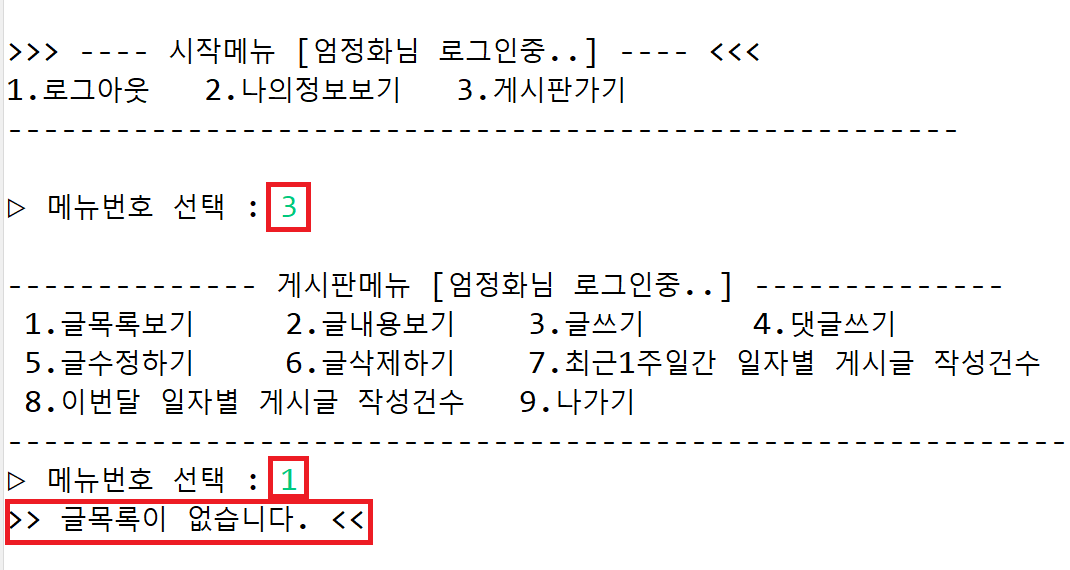 >>> ---- 시작메뉴 [엄정화님 로그인중..] ---- <<<
1.로그아웃   2.나의정보보기   3.게시판가기
-----------------------------------------------------
▷ 메뉴번호 선택 : 3
-------------- 게시판메뉴 [엄정화님 로그인중..] --------------
1.글목록보기     2.글내용보기    3.글쓰기      4.댓글쓰기
5.글수정하기     6.글삭제하기    7.최근1주일간 일자별 게시글 작성건수
8.이번달 일자별 게시글 작성건수   9.나가기
-----------------------------------------------------------
▷ 메뉴번호 선택 : 1
>> 글목록이 없습니다. <<